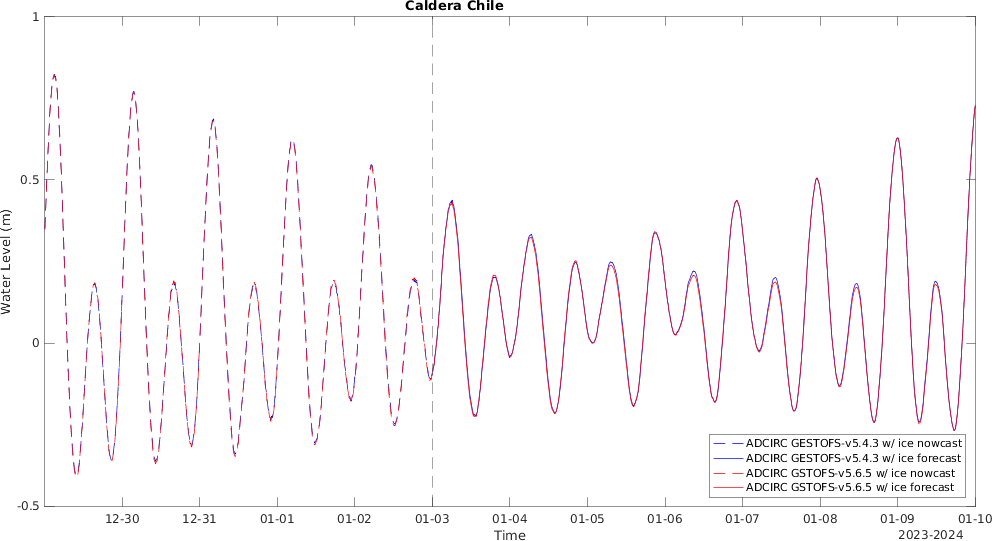 Caldera Chile
1
0.5
0
-0.5
Water Level (m)
12-30
12-31
01-01
01-02
01-03
01-04
01-05
01-06
01-07
01-08
01-09
01-10
Time
2023-2024
ADCIRC GESTOFS-v5.4.3 w/ ice nowcast
ADCIRC GESTOFS-v5.4.3 w/ ice forecast
ADCIRC GSTOFS-v5.6.5 w/ ice nowcast
ADCIRC GSTOFS-v5.6.5 w/ ice forecast